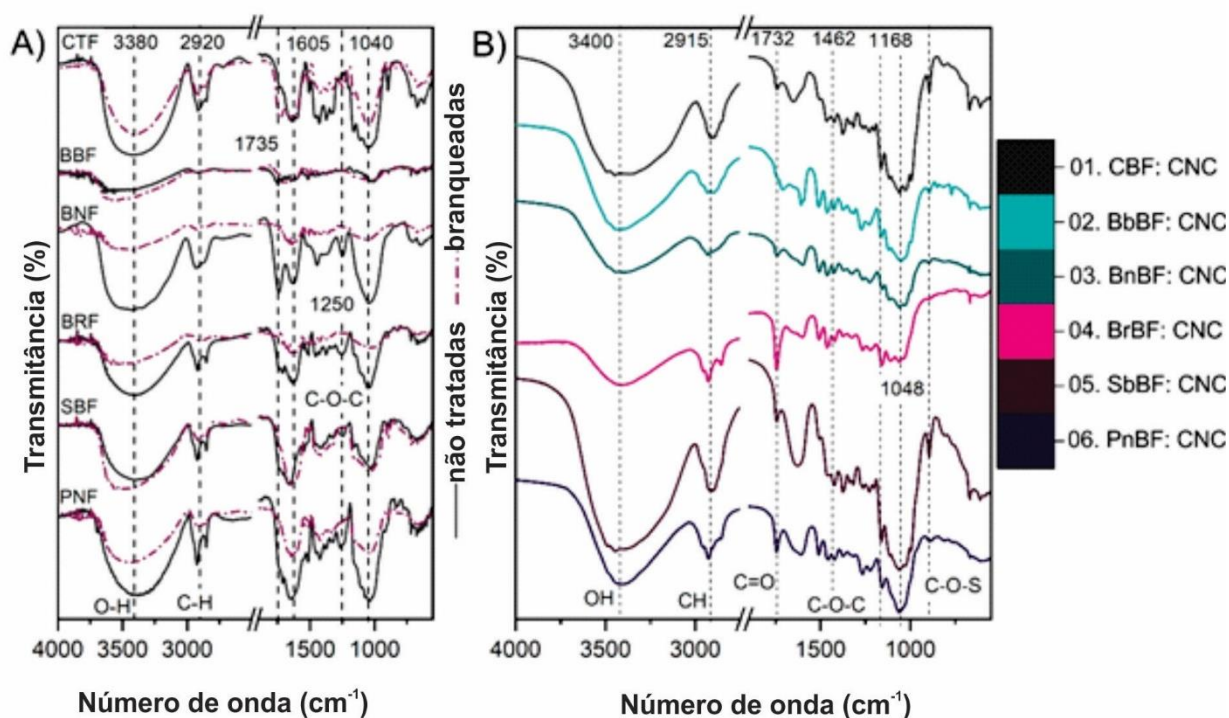 A)
CTF
3380
2920
1605
1040
1735
BBF
BNF
1250
BRF
C-O-C
SBF
PNF
O-H
C-H
4000
3000
1500
1000
Número de onda (cm⁻¹)
Transmitância (%)
não tratadas
branqueadas
B)
3400
2915
1732
1462
1168
1048
C=O
OH
CH
C-O-C
C-O-S
4000
3500
3000
1500
1000
Número de onda (cm⁻¹)
Transmitância (%)
01. CBF: CNC
02. BbBF: CNC
03. BnBF: CNC
04. BrBF: CNC
05. SbBF: CNC
06. PnBF: CNC